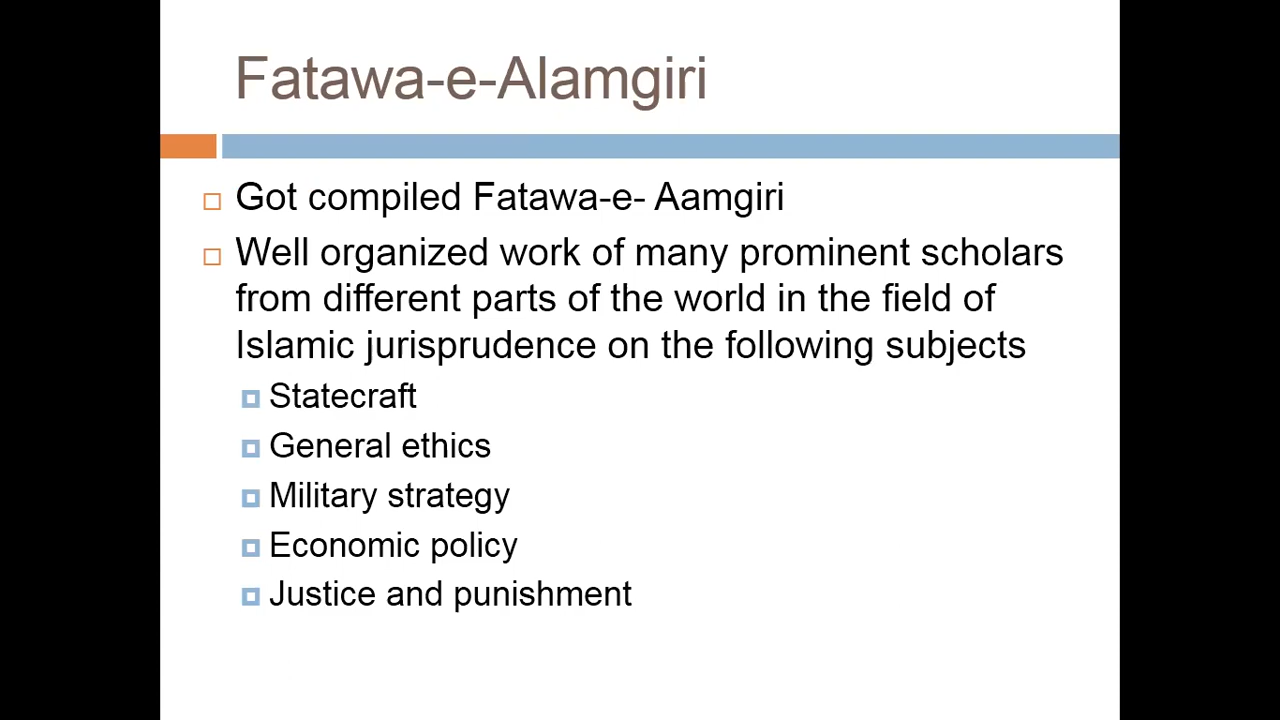 Fatawa-e-Alamgiri
Got compiled Fatawa-e- Aamgiri
Well organized work of many prominent scholars
from different parts of the world in the field of
Islamic jurisprudence on the following subjects
Statecraft
General ethics
Military strategy
Economic policy
Justice and punishment